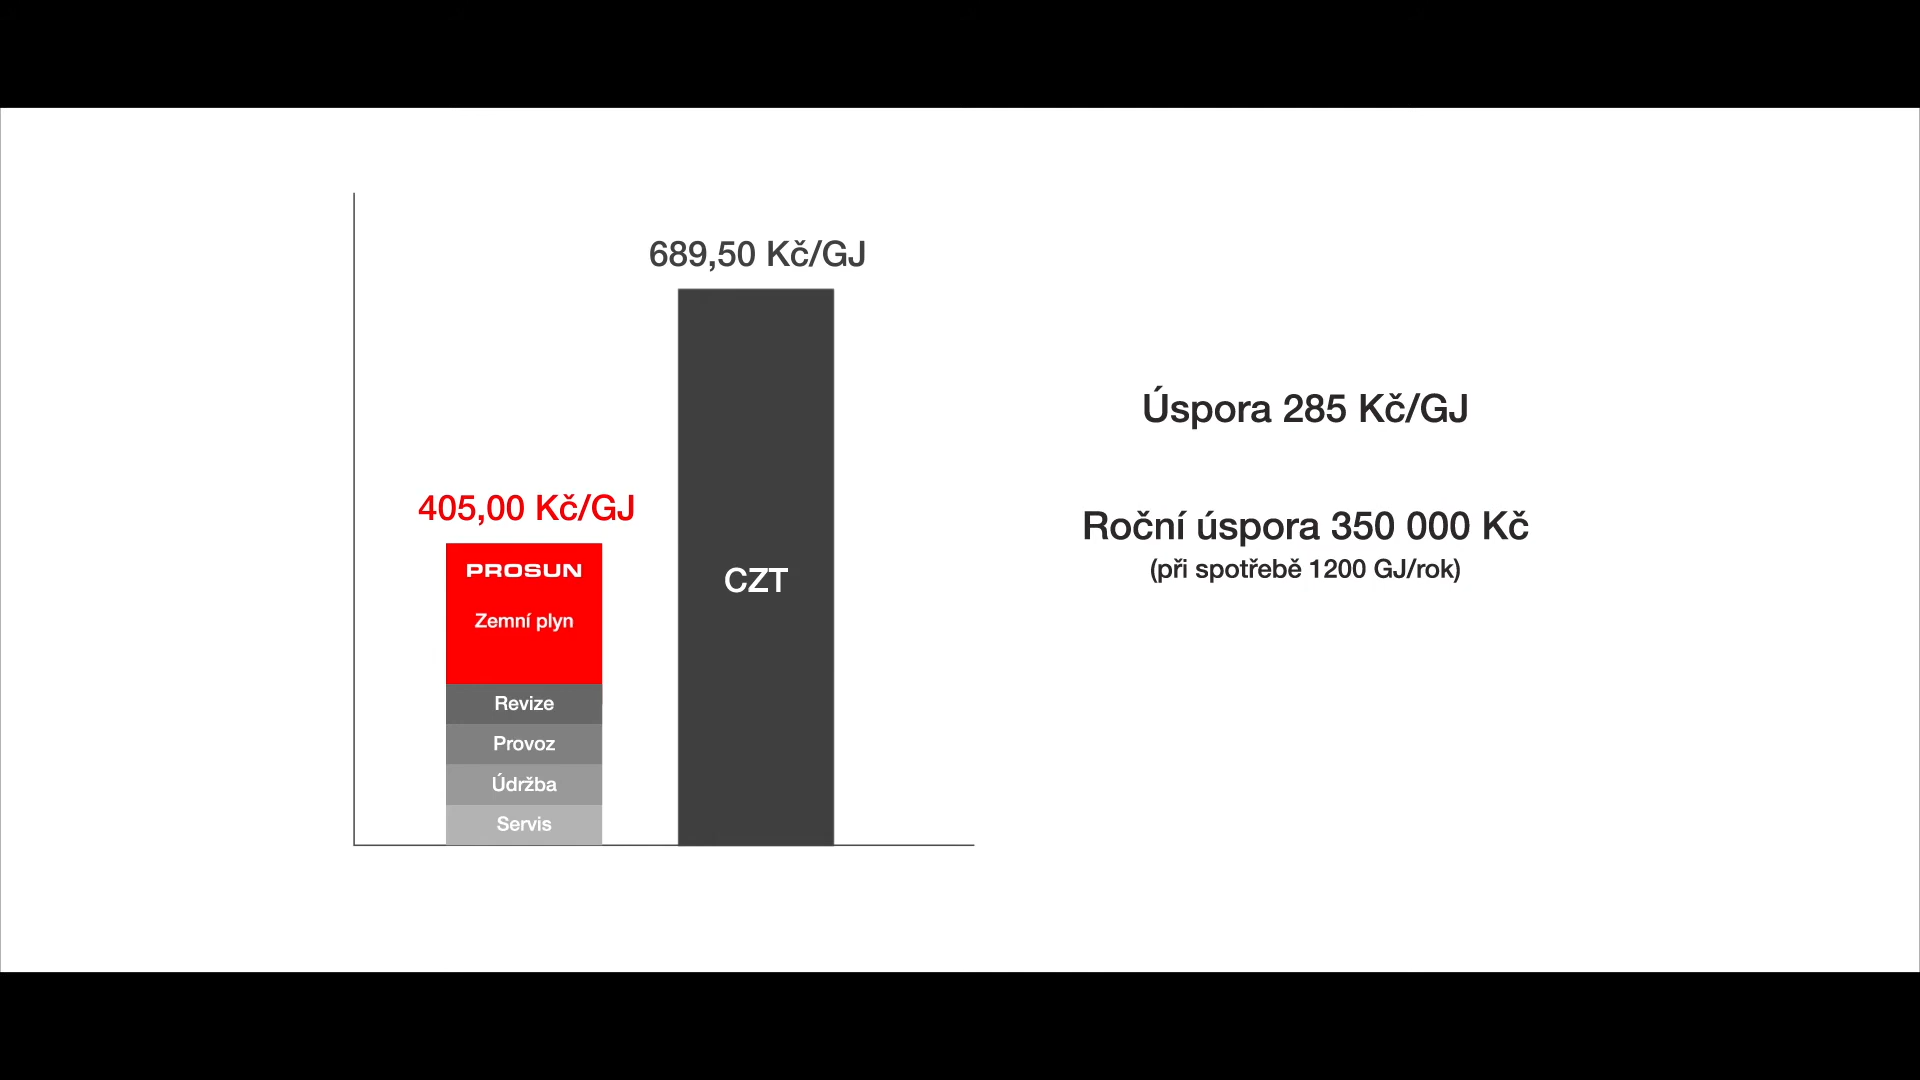 689,50 Kč/GJ
405,00 Kč/GJ
PROSUN
Zemní plyn
Revize
Provoz
Údržba
Servis
CZT
Úspora 285 Kč/GJ
Roční úspora 350 000 Kč
(při spotřebě 1200 GJ/rok)